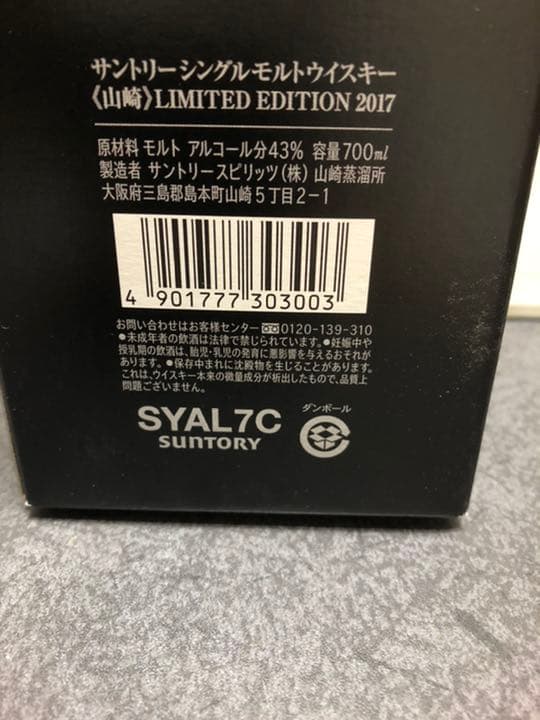 サントリーシングルモルトウイスキー
《山崎》LIMITED EDITION 2017
原材料 モルト アルコール分43% 容量700ml
製造者 サントリースピリッツ(株) 山崎蒸溜所
大阪府三島郡島本町山崎5丁目2-1
4 901777 303003
お問い合わせはお客様センター 0120-139-310
●未成年者の飲酒は法律で禁じられています。●妊娠中や
授乳期の飲酒は、胎児・乳児の発育に悪影響を与えるおそれが
あります。●保存中まれに沈殿物を生じることがあります。
これは、ウイスキー本来の微量成分が析出したもので、品質上
問題ございません。
ダンボール
SYAL7C
SUNTORY